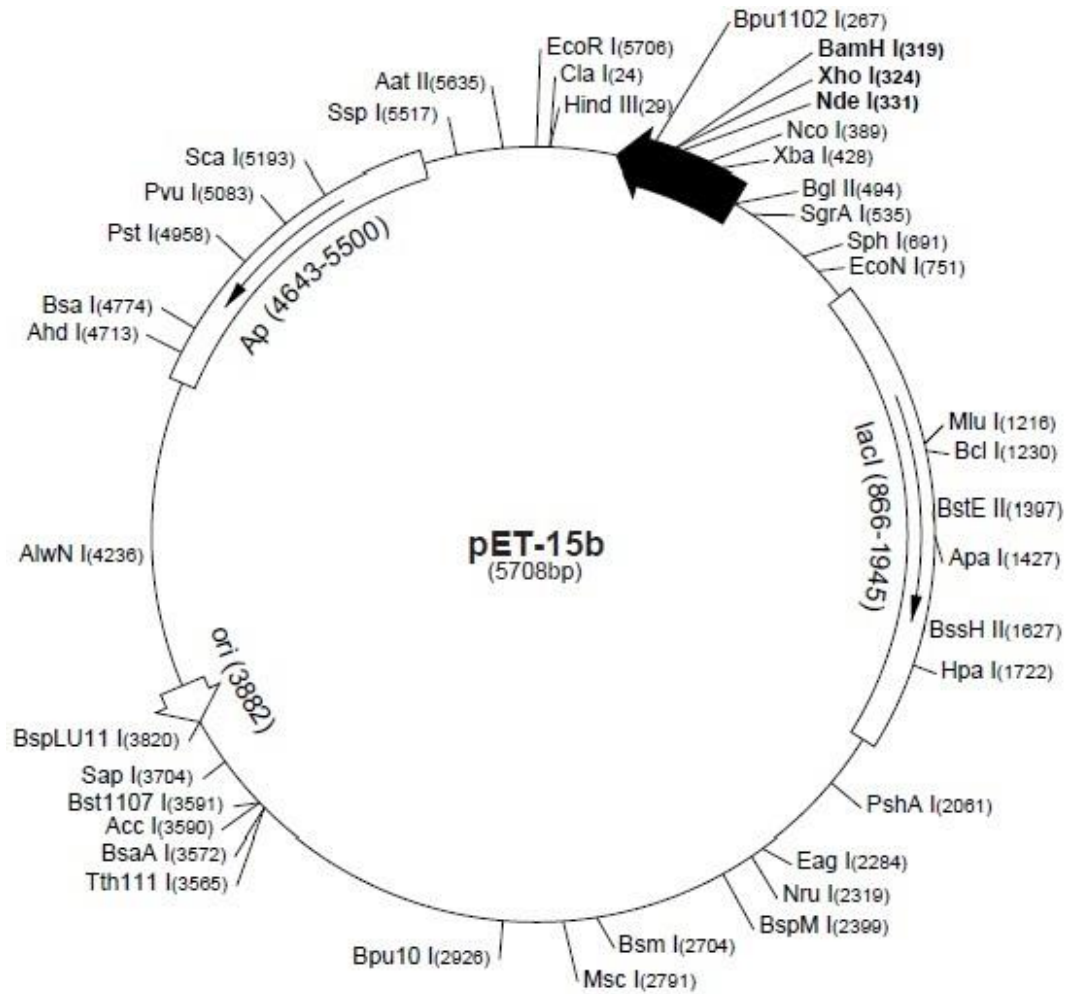 EcoR I(5706)
Cla I(24)
Hind III(29)
Bpu1102 I(267)
BamH I(319)
Xho I(324)
Nde I(331)
Nco I(389)
Xba I(428)
Bgl II(494)
SgrA I(535)
Sph I(691)
EcoN I(751)
lacI (866-1945)
Mlu I(1216)
Bcl I(1230)
BstE II(1397)
Apa I(1427)
BssH II(1627)
Hpa I(1722)
PshA I(2061)
Eag I(2284)
Nru I(2319)
BspM I(2399)
Bsm I(2704)
Msc I(2791)
Bpu10 I(2926)
Tth111 I(3565)
BsaA I(3572)
Acc I(3590)
Bst1107 I(3591)
Sap I(3704)
BspLU11 I(3820)
ori (3882)
AlwN I(4236)
Ahd I(4713)
Bsa I(4774)
Ap (4643-5500)
Pst I(4958)
Pvu I(5083)
Sca I(5193)
Ssp I(5517)
Aat II(5635)
pET-15b
(5708bp)